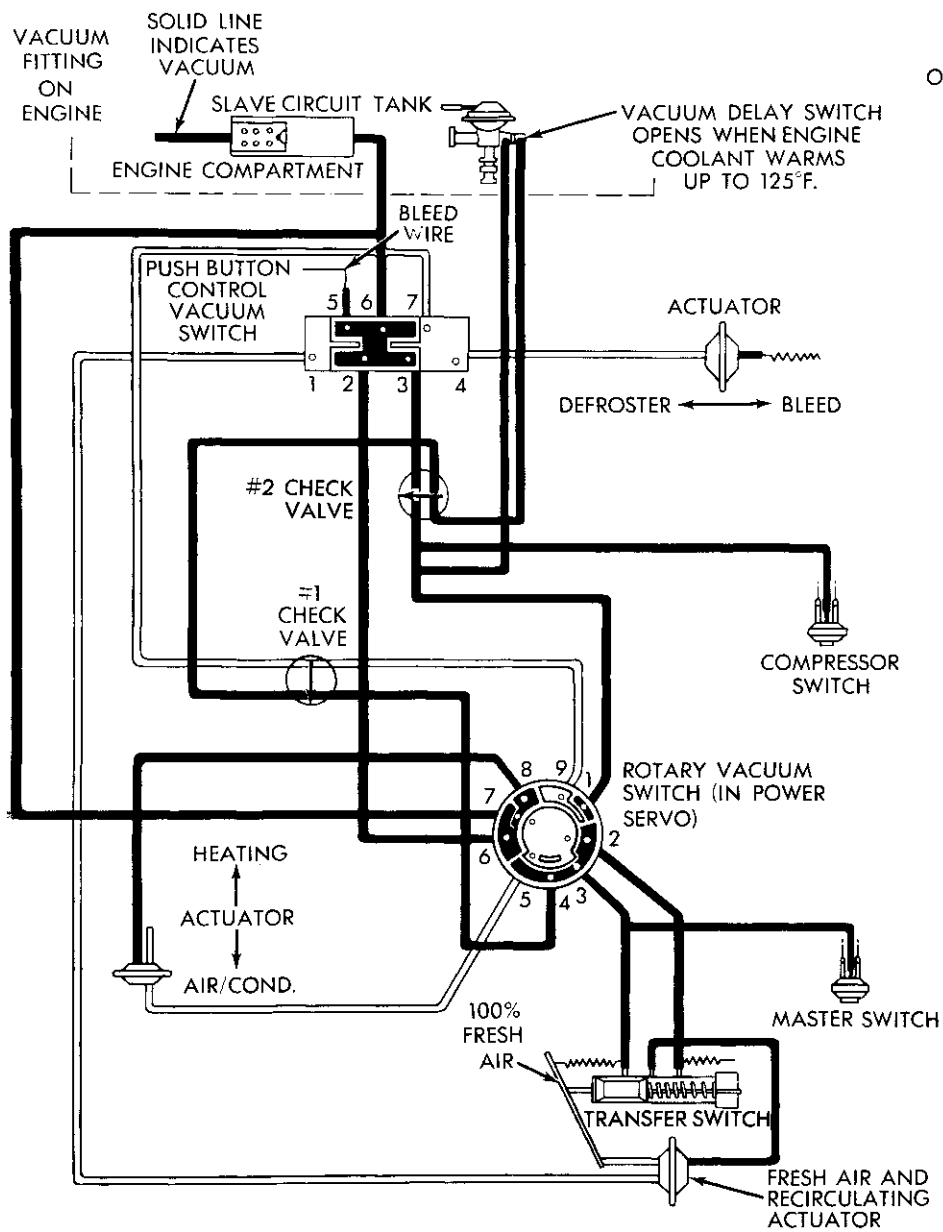 VACUUM
FITTING
ON
ENGINE
SOLID LINE
INDICATES
VACUUM
SLAVE CIRCUIT TANK
ENGINE COMPARTMENT
VACUUM DELAY SWITCH
OPENS WHEN ENGINE
COOLANT WARMS
UP TO 125°F.
BLEED
WIRE
PUSH BUTTON
CONTROL
VACUUM
SWITCH
5 6 7
1 2 3 4
ACTUATOR
DEFROSTER
BLEED
#2 CHECK
VALVE
#1
CHECK
VALVE
COMPRESSOR
SWITCH
ROTARY VACUUM
SWITCH (IN POWER
SERVO)
8 9 1
7
2
6
5 4 3
HEATING
ACTUATOR
AIR/COND.
MASTER SWITCH
100%
FRESH
AIR
TRANSFER SWITCH
FRESH AIR AND
RECIRCULATING
ACTUATOR